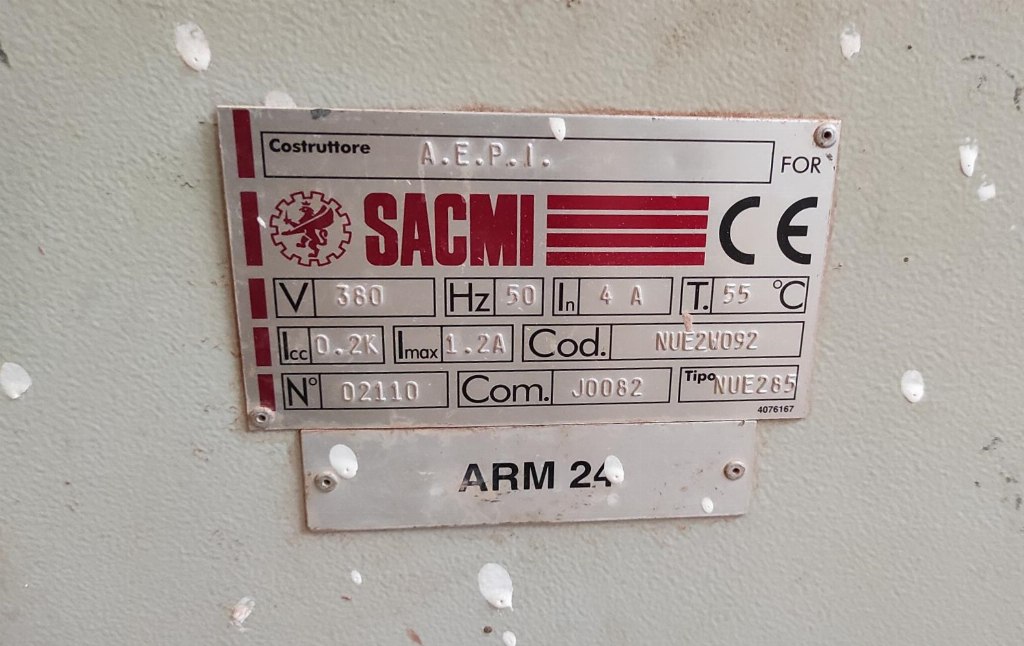 Costruttore A.E.P.I. FOR
SACMI CE
V 380 Hz 50 In 4 A T. 55 °C
Icc 0.2K Imax 1.2A Cod. NUE2W092
N° 02110 Com. J0082 Tipo NUE285
4076167
ARM 24